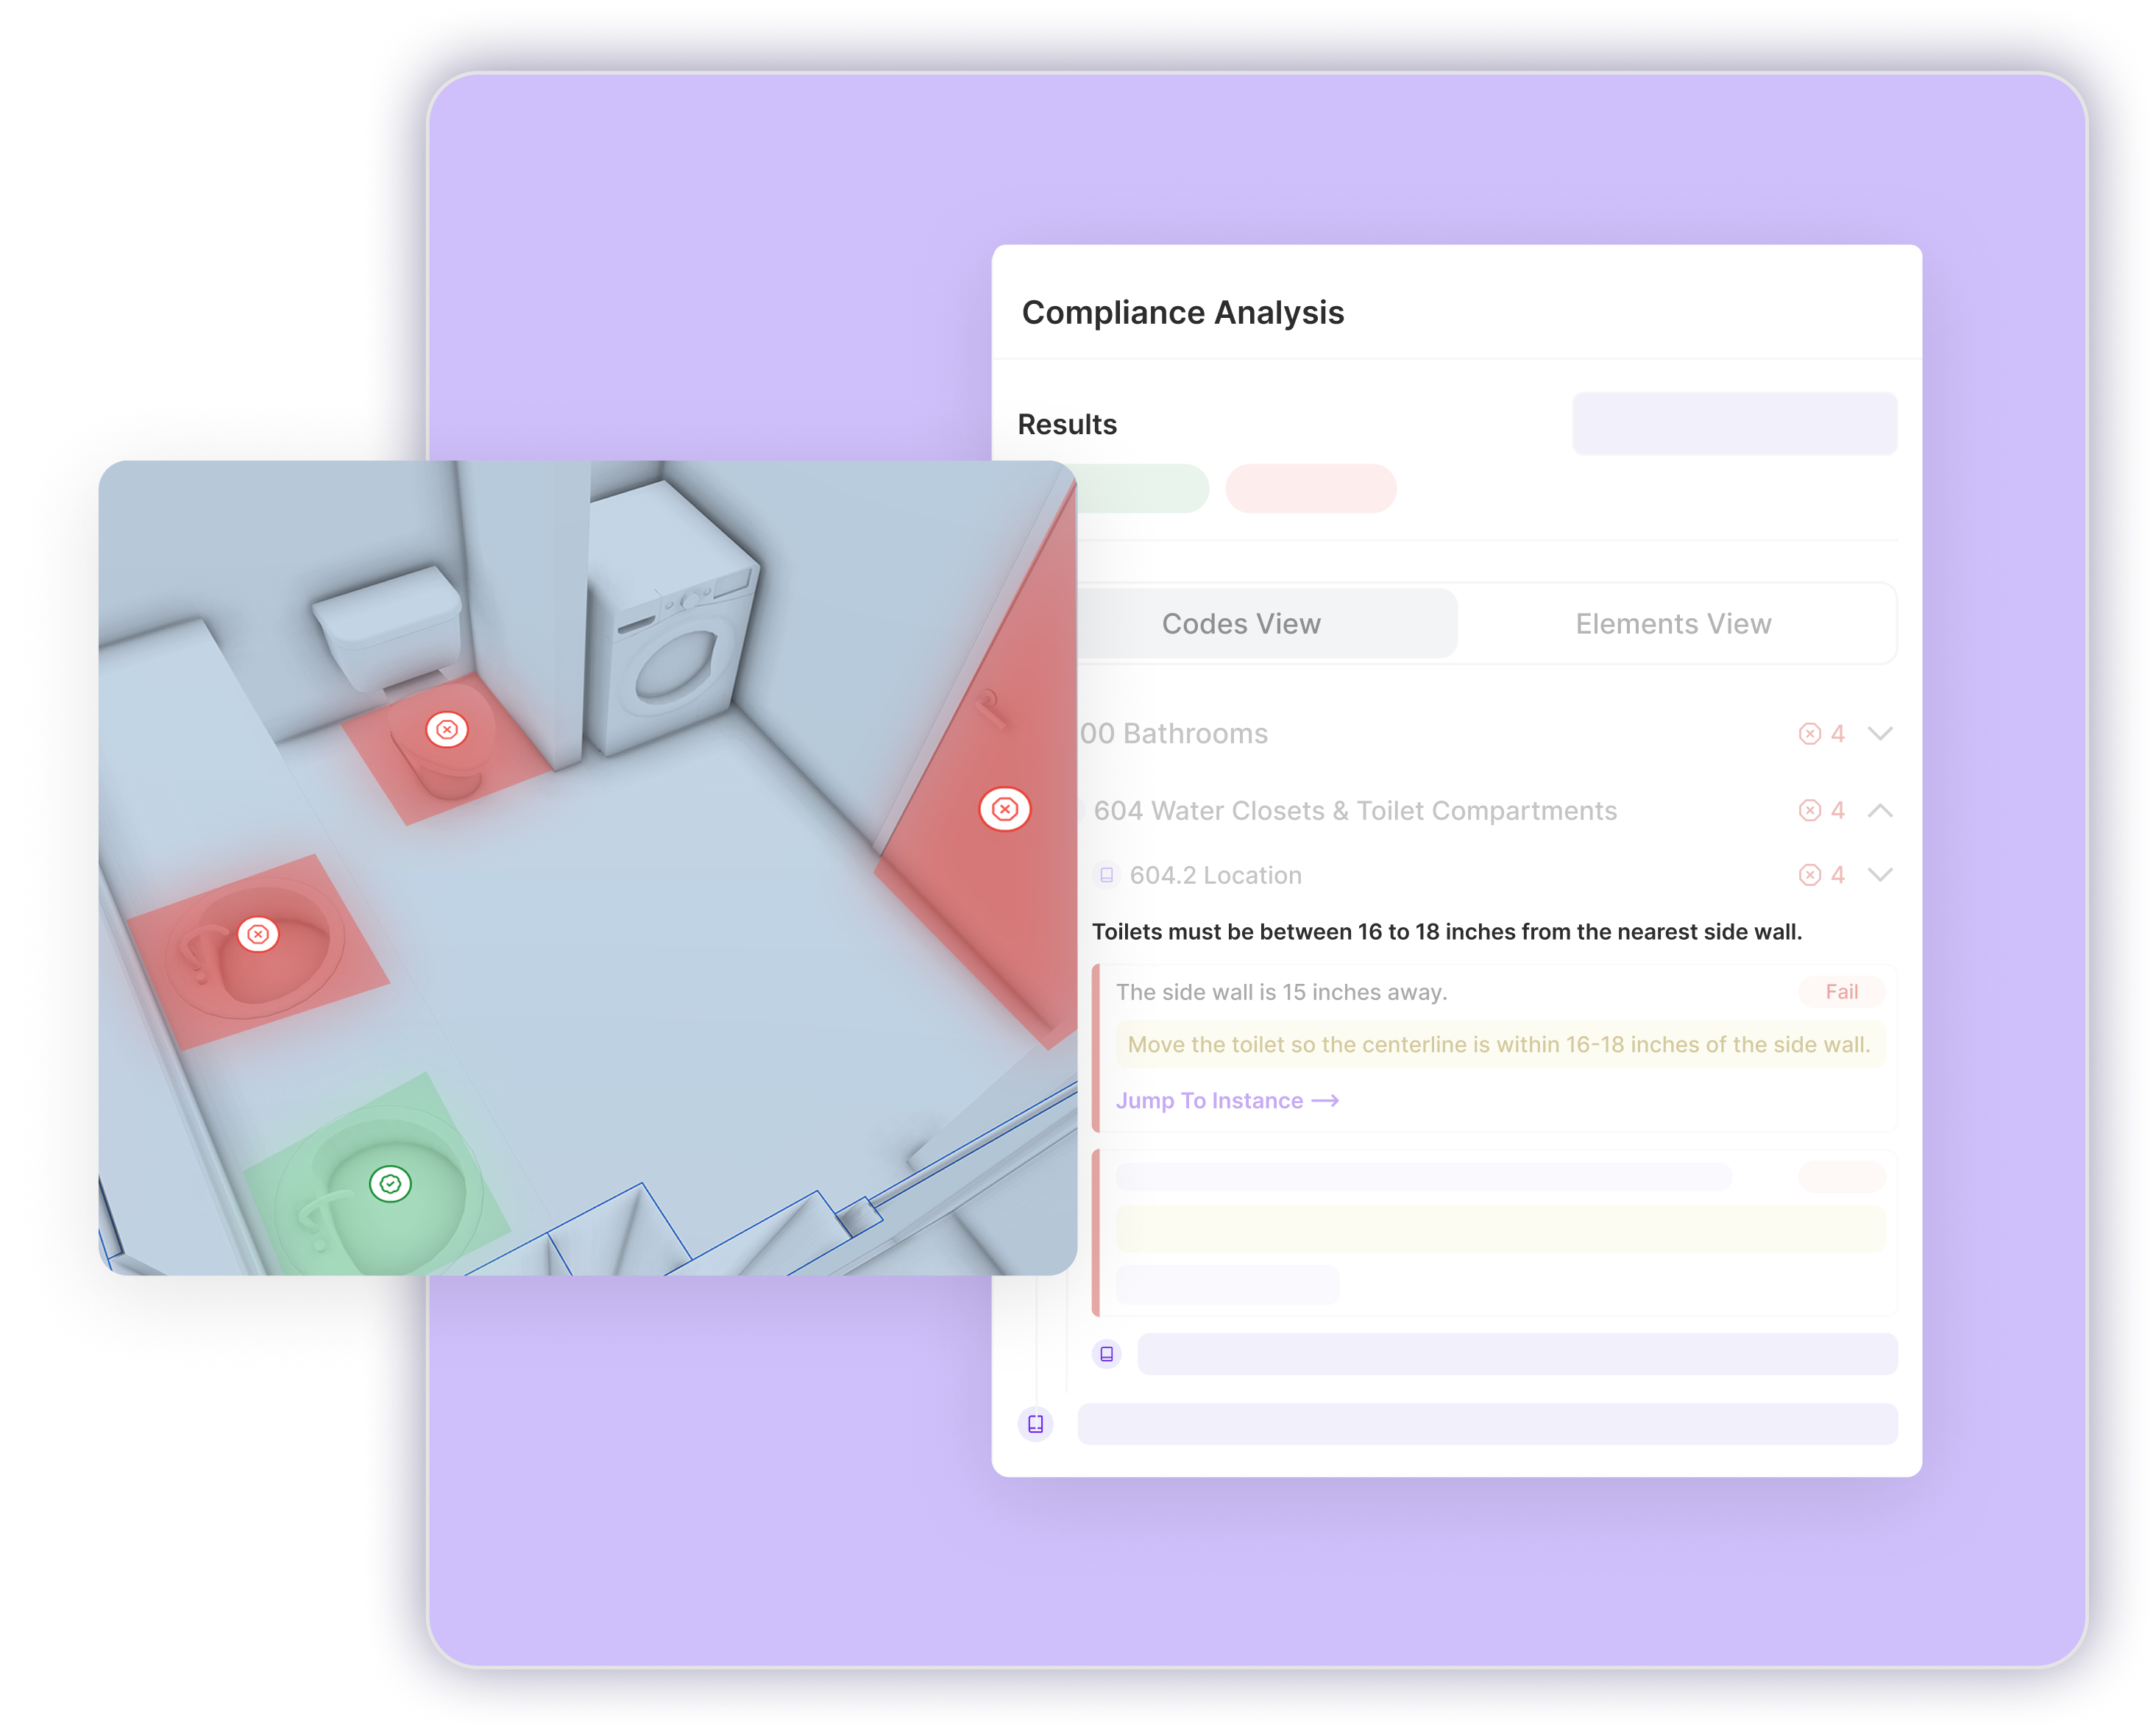 Compliance Analysis
Results
Codes View
Elements View
00 Bathrooms 4
604 Water Closets & Toilet Compartments 4
604.2 Location 4
Toilets must be between 16 to 18 inches from the nearest side wall.
The side wall is 15 inches away. Fail
Move the toilet so the centerline is within 16-18 inches of the side wall.
Jump To Instance